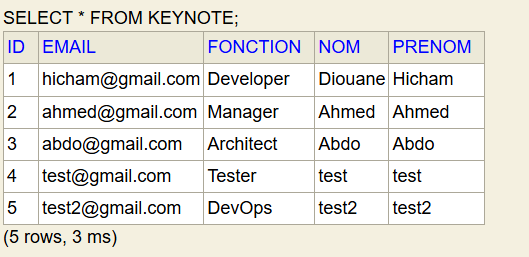 SELECT * FROM KEYNOTE;
ID EMAIL FONCTION NOM PRENOM
1 hicham@gmail.com Developer Diouane Hicham
2 ahmed@gmail.com Manager Ahmed Ahmed
3 abdo@gmail.com Architect Abdo Abdo
4 test@gmail.com Tester test test
5 test2@gmail.com DevOps test2 test2
(5 rows, 3 ms)